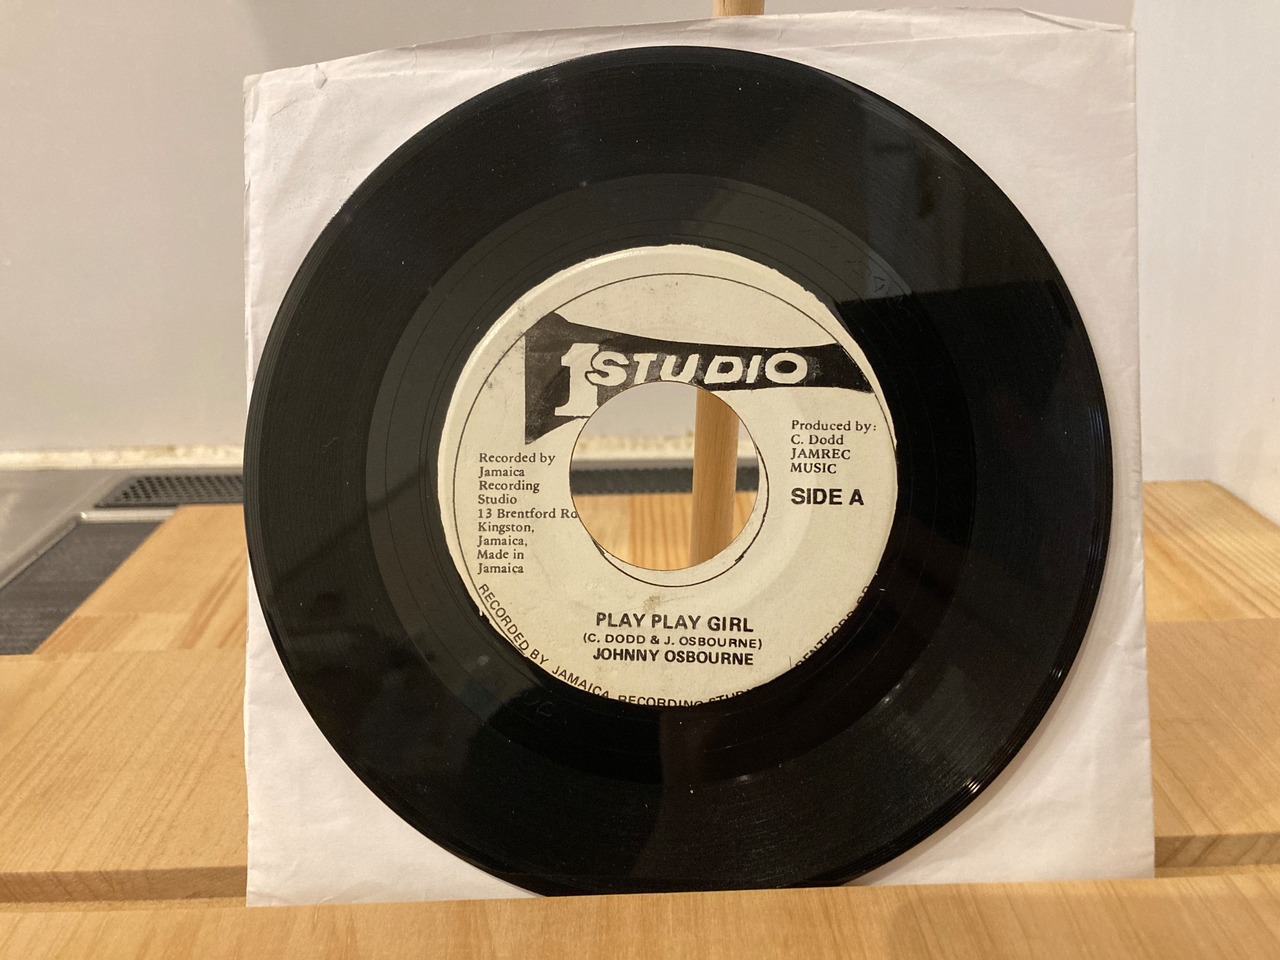 1 STUDIO
Produced by:
C. Dodd
JAMREC
MUSIC
SIDE A
Recorded by
Jamaica
Recording
Studio
13 Brentford Rd
Kingston,
Jamaica,
Made in
Jamaica
PLAY PLAY GIRL
(C. DODD & J. OSBOURNE)
JOHNNY OSBOURNE
RECORDED BY JAMAICA RECORDING